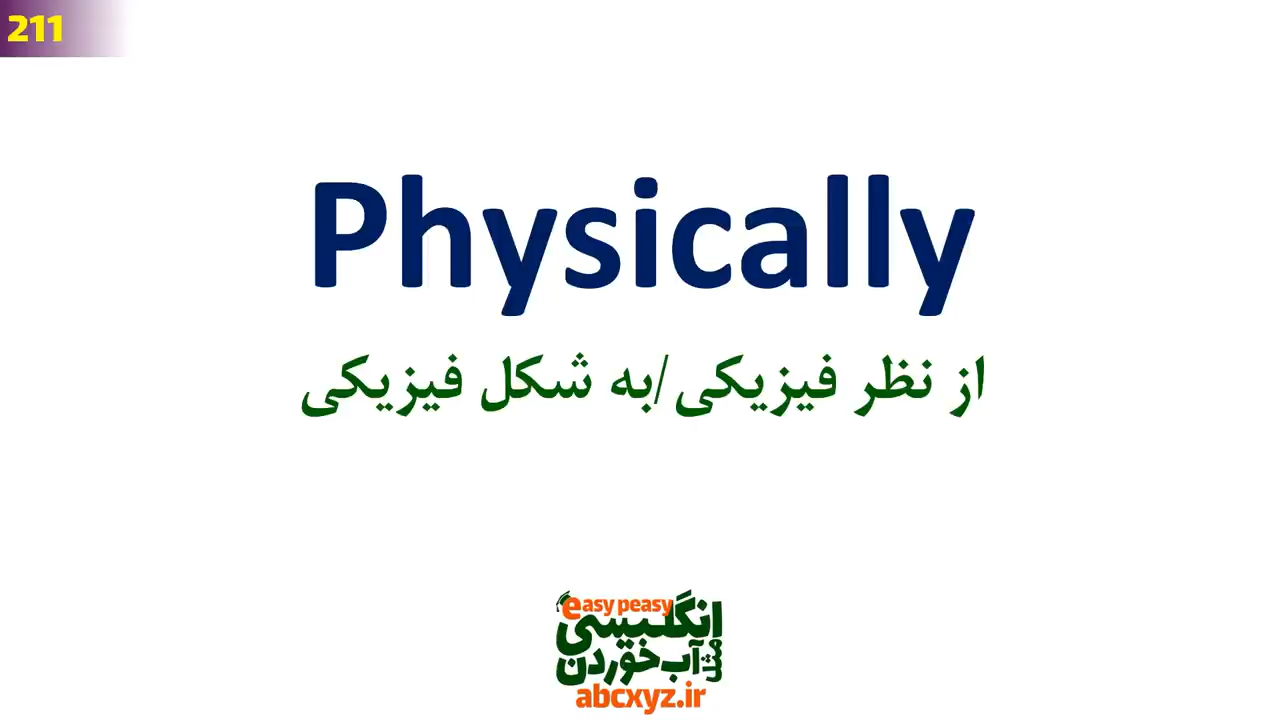 211
Physically
از نظر فیزیکی/به شکل فیزیکی
easy peasy
انگلیسی
مثل آب خوردن
abcxyz.ir